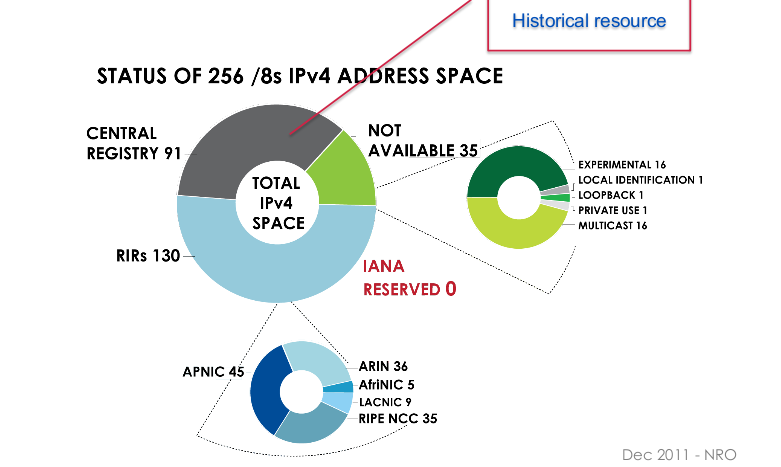 Historical resource
STATUS OF 256 /8s IPv4 ADDRESS SPACE
CENTRAL
REGISTRY 91
NOT
AVAILABLE 35
TOTAL
IPv4
SPACE
RIRs 130
IANA
RESERVED 0
EXPERIMENTAL 16
LOCAL IDENTIFICATION 1
LOOPBACK 1
PRIVATE USE 1
MULTICAST 16
APNIC 45
ARIN 36
AfriNIC 5
LACNIC 9
RIPE NCC 35
Dec 2011 - NRO